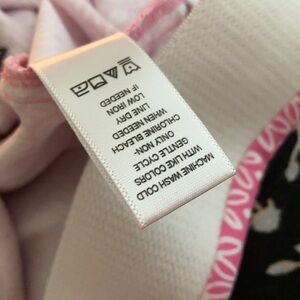 MACHINE WASH COLD
WITH LIKE COLORS
GENTLE CYCLE
ONLY NON-
CHLORINE BLEACH
WHEN NEEDED
LINE DRY
LOW IRON
IF NEEDED